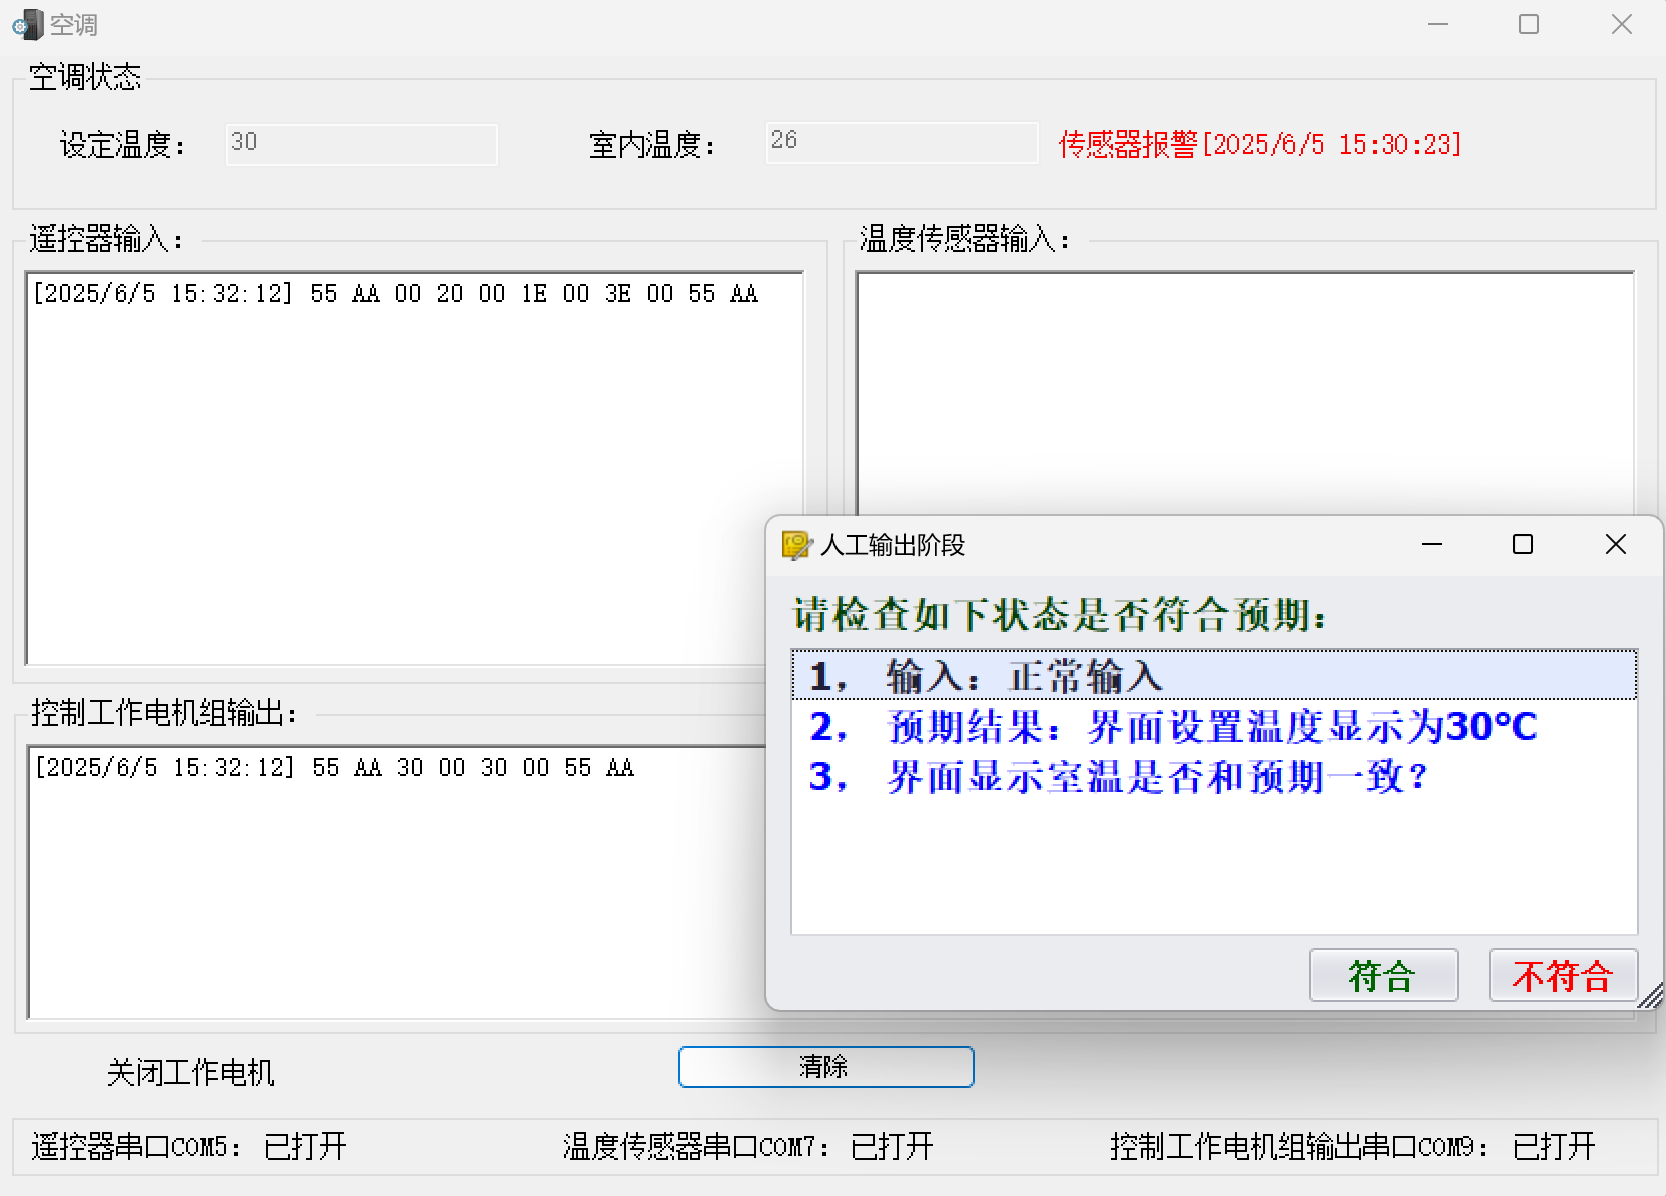 空调
空调状态
设定温度： 30 室内温度： 26 传感器报警[2025/6/5 15:30:23]
遥控器输入：
[2025/6/5 15:32:12] 55 AA 00 20 00 1E 00 3E 00 55 AA
温度传感器输入：
控制工作电机组输出：
[2025/6/5 15:32:12] 55 AA 30 00 30 00 55 AA
人工输出阶段
请检查如下状态是否符合预期：
1， 输入：正常输入
2， 预期结果：界面设置温度显示为30℃
3， 界面显示室温是否和预期一致？
符合 不符合
关闭工作电机 清除
遥控器串口COM5： 已打开 温度传感器串口COM7： 已打开 控制工作电机组输出串口COM9： 已打开